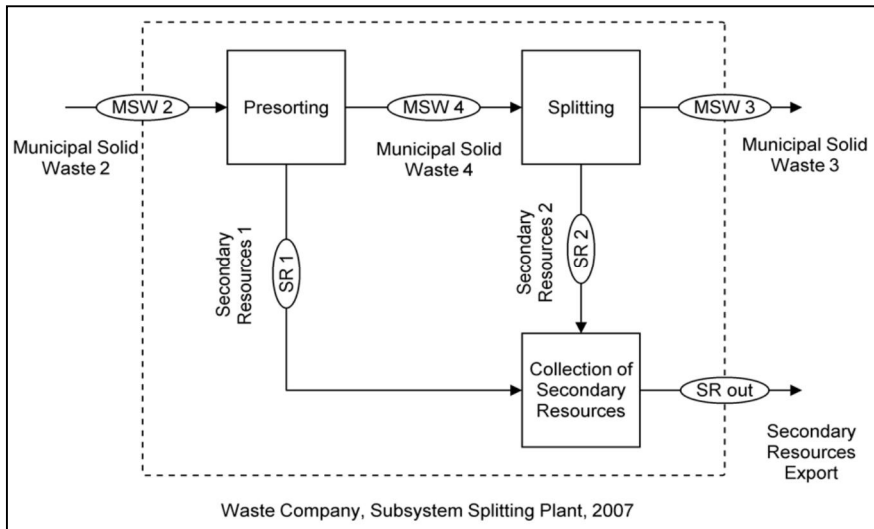 MSW 2
Presorting
MSW 4
Splitting
MSW 3
Municipal Solid
Waste 2
Municipal Solid
Waste 4
Municipal Solid
Waste 3
Secondary
Resources 1
SR 1
Secondary
Resources 2
SR 2
Collection of
Secondary
Resources
SR out
Secondary
Resources
Export
Waste Company, Subsystem Splitting Plant, 2007